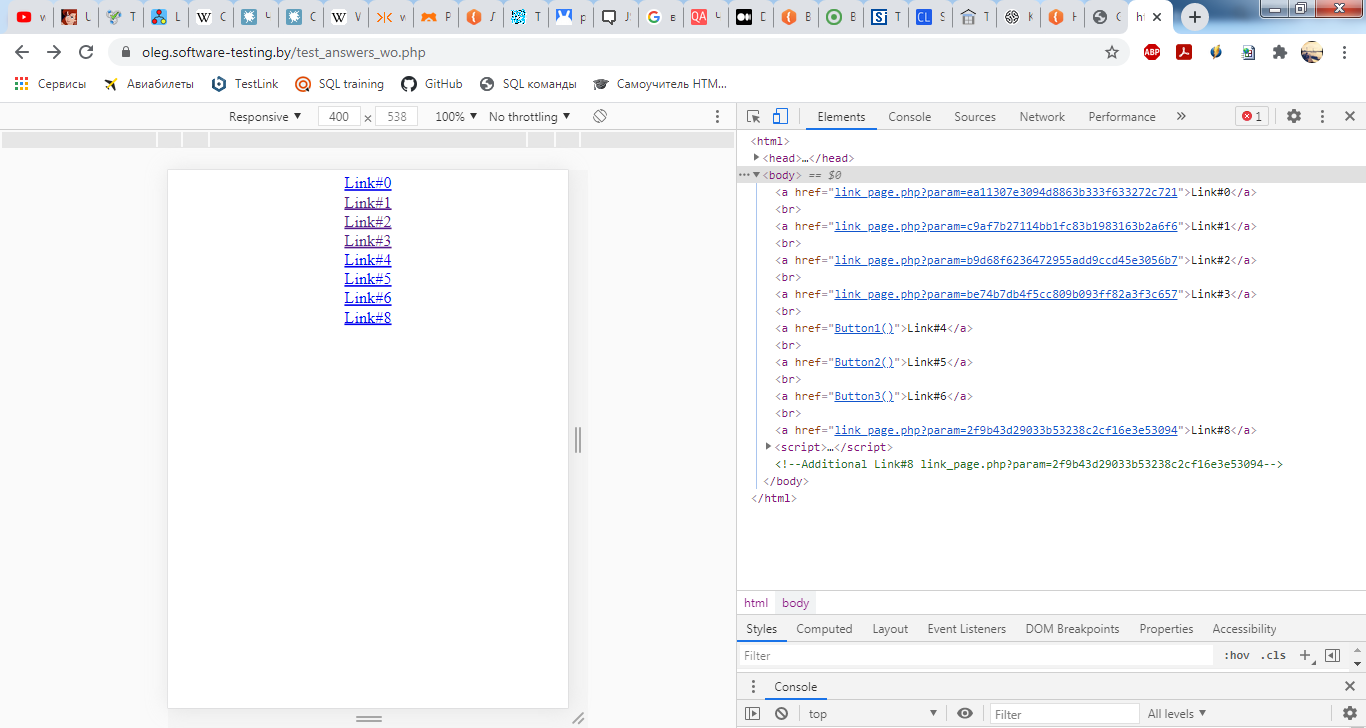 oleg.software-testing.by/test_answers_wo.php
ABP
Сервисы Авиабилеты TestLink SQL training GitHub SQL команды Самоучитель HTM...
Responsive ▼ 400 × 538 100% ▼ No throttling ▼
Elements Console Sources Network Performance » 1
Link#0
Link#1
Link#2
Link#3
Link#4
Link#5
Link#6
Link#8
<html>
<head>…</head>
<body> == $0
<a href="link_page.php?param=ea11307e3094d8863b333f633272c721">Link#0</a>
<br>
<a href="link_page.php?param=c9af7b27114bb1fc83b1983163b2a6f6">Link#1</a>
<br>
<a href="link_page.php?param=b9d68f6236472955add9ccd45e3056b7">Link#2</a>
<br>
<a href="link_page.php?param=be74b7db4f5cc809b093ff82a3f3c657">Link#3</a>
<br>
<a href="Button1()">Link#4</a>
<br>
<a href="Button2()">Link#5</a>
<br>
<a href="Button3()">Link#6</a>
<br>
<a href="link_page.php?param=2f9b43d29033b53238c2cf16e3e53094">Link#8</a>
<script>…</script>
<!--Additional Link#8 link_page.php?param=2f9b43d29033b53238c2cf16e3e53094-->
</body>
</html>
html body
Styles Computed Layout Event Listeners DOM Breakpoints Properties Accessibility
Filter :hov .cls +
Console
top ▼ Filter All levels ▼